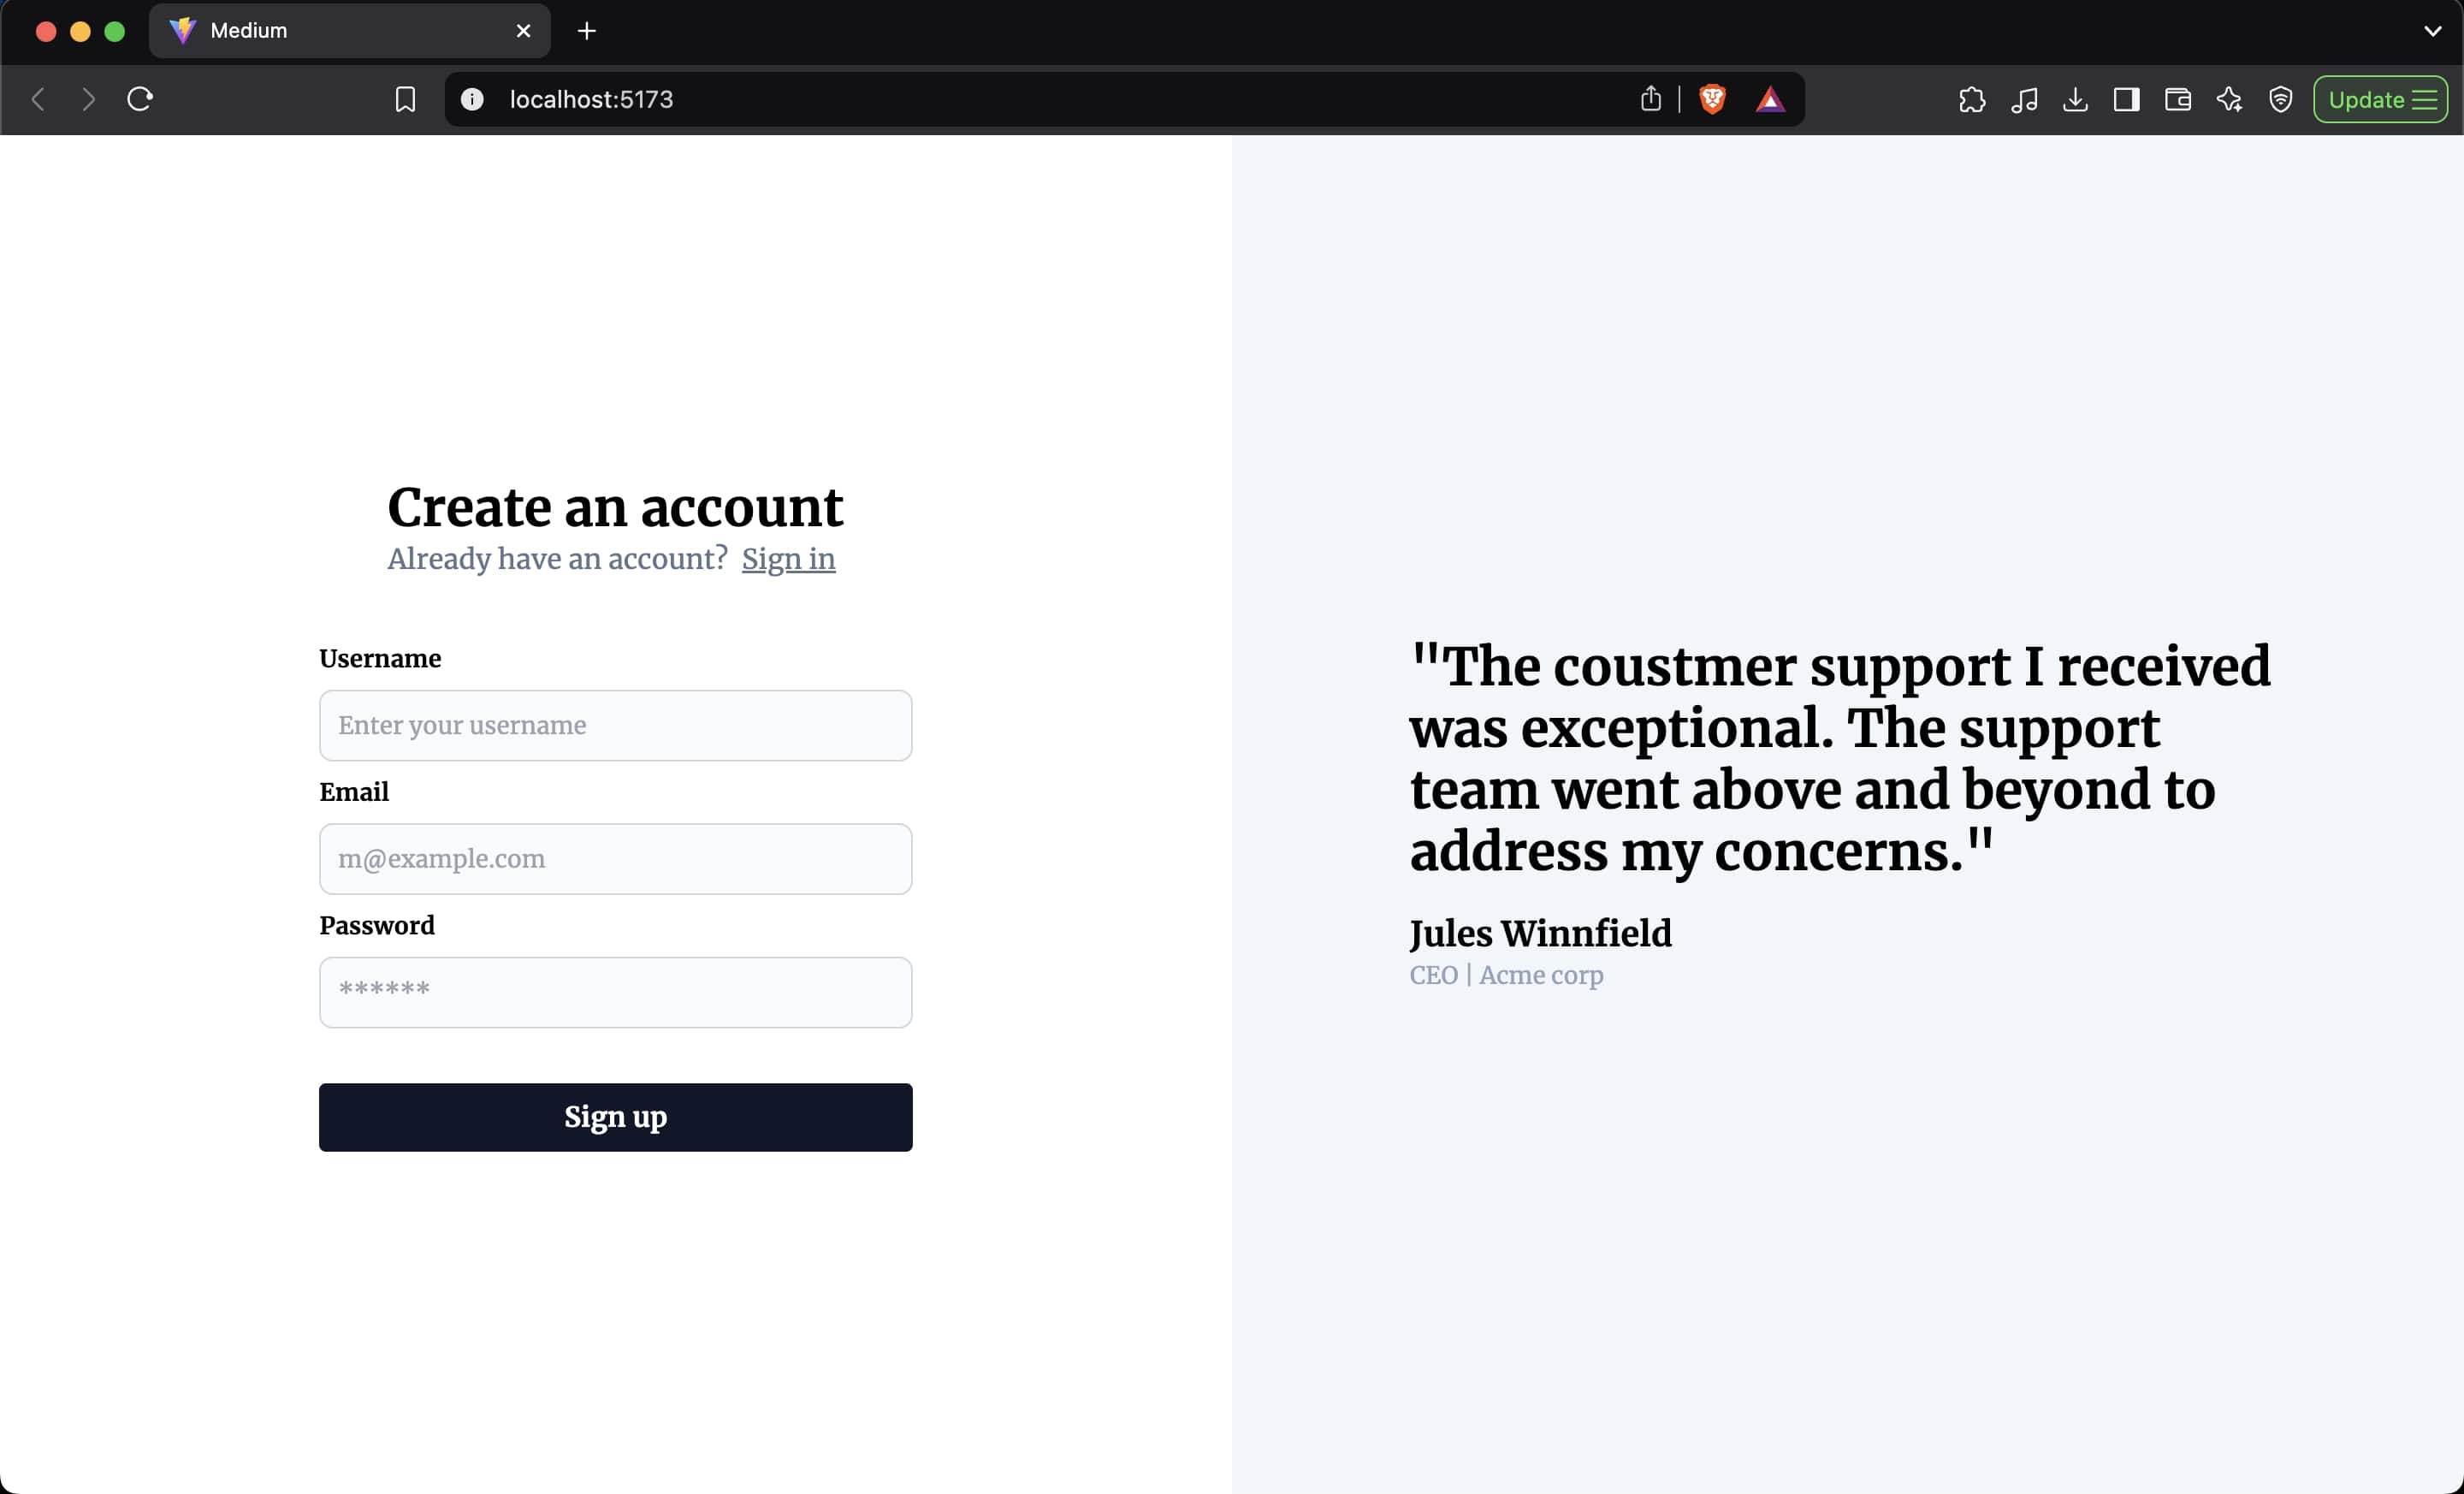 Medium
localhost:5173
Update
Create an account
Already have an account? Sign in
Username
Enter your username
Email
m@example.com
Password
******
Sign up
"The coustmer support I received
was exceptional. The support
team went above and beyond to
address my concerns."
Jules Winnfield
CEO | Acme corp